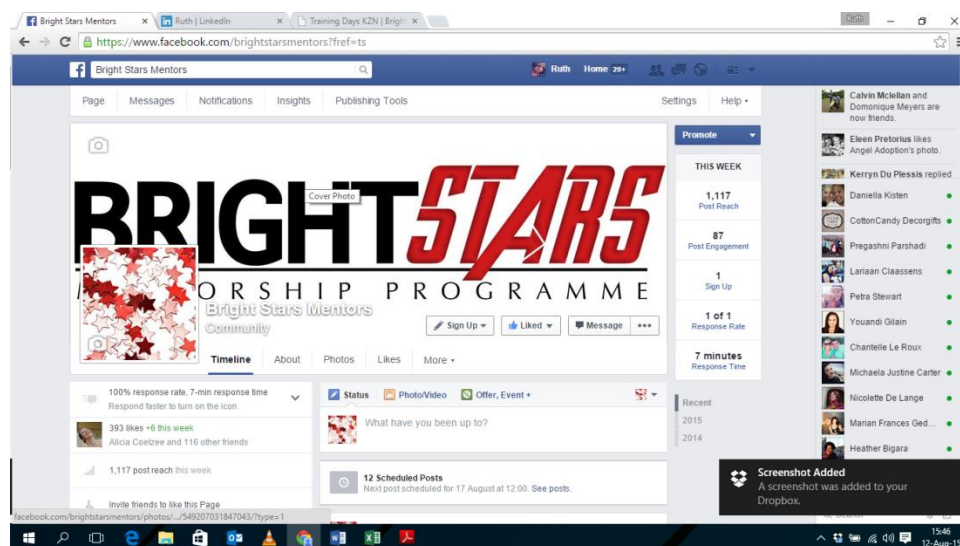 Bright Stars Mentors
Ruth | LinkedIn
Training Days KZN | Bright
Ruth
https://www.facebook.com/brightstarsmentors?fref=ts
Bright Stars Mentors
Ruth Home 20+
Page Messages Notifications Insights Publishing Tools Settings Help
BRIGHTSTARS
ORSHIP PROGRAMME
Cover Photo
Bright Stars Mentors
Community
Sign Up Liked Message
Timeline About Photos Likes More
Promote
THIS WEEK
1,117
Post Reach
87
Post Engagement
1
Sign Up
1 of 1
Response Rate
7 minutes
Response Time
Recent
2015
2014
100% response rate, 7-min response time
Respond faster to turn on the icon
393 likes +6 this week
Alicia Coetzee and 116 other friends
1,117 post reach this week
Invite friends to like this Page
Status Photo/Video Offer, Event +
What have you been up to?
12 Scheduled Posts
Next post scheduled for 17 August at 12:00. See posts.
Calvin Mclellan and
Domonique Meyers are
now friends.
Eleen Pretorius likes
Angel Adoption's photo.
Kerryn Du Plessis replied
Daniella Kisten
CottonCandy Decorgifts
Pregashni Parshadi
Lariaan Claassens
Petra Stewart
Youandi Gilain
Chantelle Le Roux
Michaela Justine Carter
Nicolette De Lange
Marian Frances Ged...
Heather Bigara
Screenshot Added
A screenshot was added to your
Dropbox.
facebook.com/brightstarsmentors/photos/.../549207031847043/?type=1
15:46
12-Aug-15